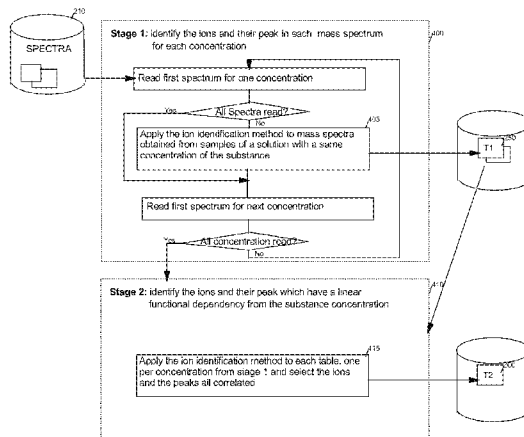 210
SPECTRA
Stage 1: identify the ions and their peak in each mass spectrum
for each concentration
400
Read first spectrum for one concentration
Yes
All Spectra read?
No
403
Apply the ion identification method to mass spectra
obtained from samples of a solution with a same
concentration of the substance
T1
Read first spectrum for next concentration
Yes
All concentration read?
No
Stage 2: identify the ions and their peak which have a linear
functional dependency from the substance concentration
410
415
Apply the ion identification method to each table, one
per concentration from stage 1 and select the ions
and the peaks all correlated
T2